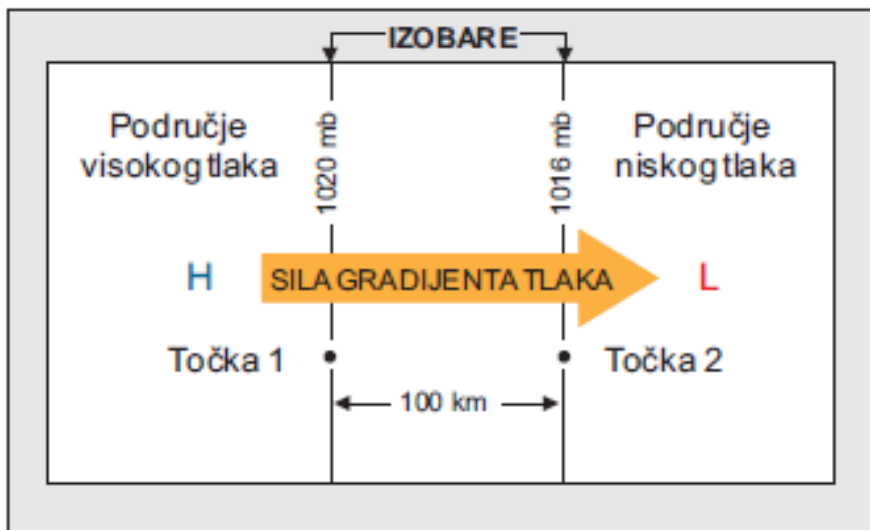 IZOBARE
Područje
visokog tlaka
1020 mb
1016 mb
Područje
niskog tlaka
H
SILA GRADIJENTA TLAKA
L
Točka 1
Točka 2
100 km